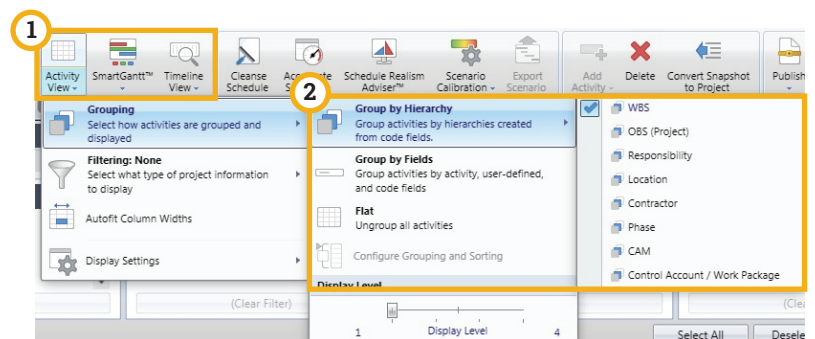 1
Activity View
SmartGantt™
Timeline View
Cleanse Schedule
Schedule Realism Adviser™
Scenario Calibration
Export Scenario
Add Activity
Delete
Convert Snapshot to Project
Publish
2
Grouping
Select how activities are grouped and
displayed
Filtering: None
Select what type of project information
to display
Autofit Column Widths
Display Settings
Group by Hierarchy
Group activities by hierarchies created
from code fields.
Group by Fields
Group activities by activity, user-defined,
and code fields
Flat
Ungroup all activities
Configure Grouping and Sorting
Display Level
1 Display Level 4
WBS
OBS (Project)
Responsibility
Location
Contractor
Phase
CAM
Control Account / Work Package
(Clear Filter)
Select All